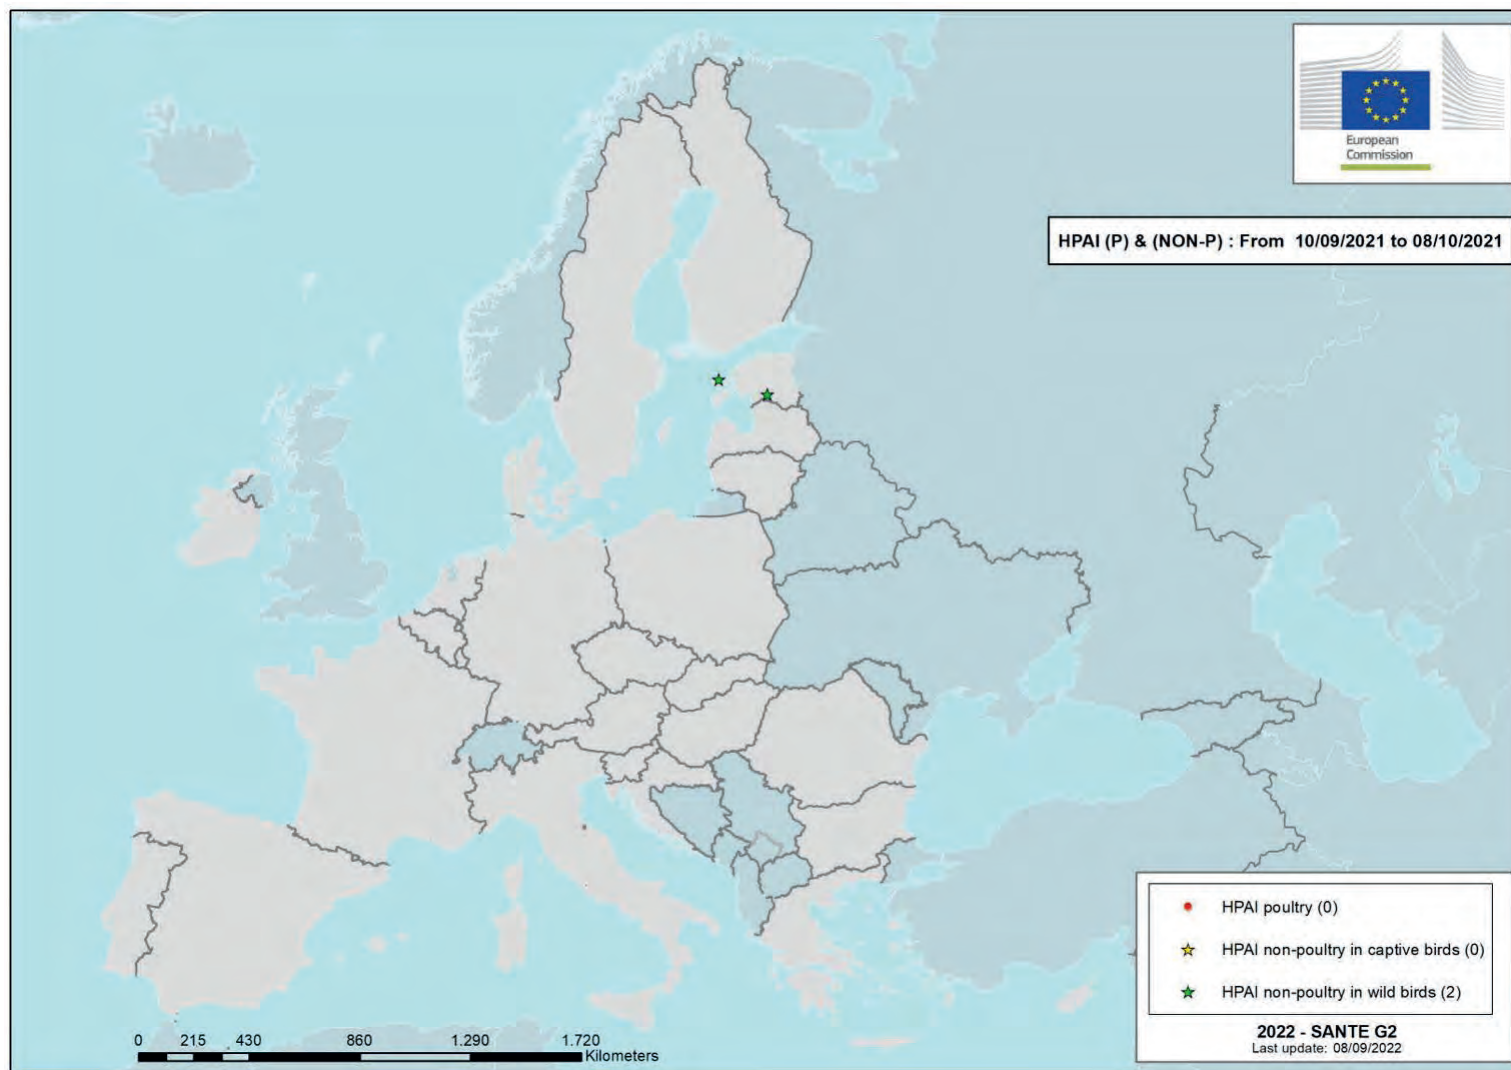 European
Commission
HPAI (P) & (NON-P) : From 10/09/2021 to 08/10/2021
HPAI poultry (0)
HPAI non-poultry in captive birds (0)
HPAI non-poultry in wild birds (2)
2022 - SANTE G2
Last update: 08/09/2022
0 215 430 860 1.290 1.720
Kilometers